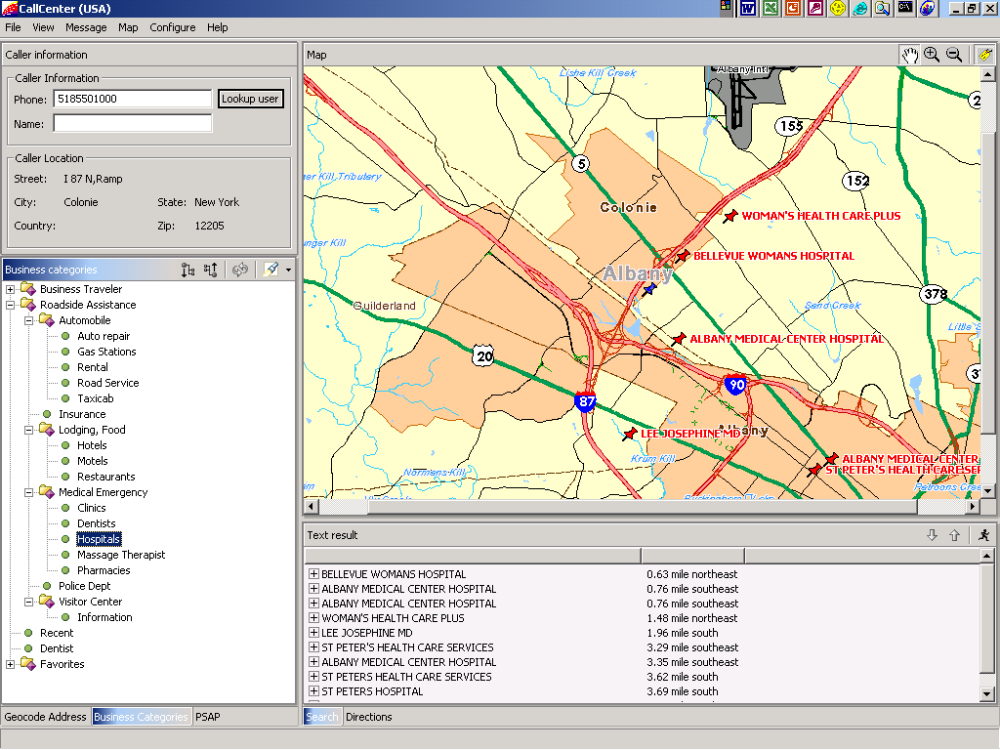 CallCenter (USA)
File View Message Map Configure Help
Caller information
Caller Information
Phone: 5185501000 Lookup user
Name:
Caller Location
Street: I 87 N,Ramp
City: Colonie State: New York
Country: Zip: 12205
Business categories
Business Traveler
Roadside Assistance
Automobile
Auto repair
Gas Stations
Rental
Road Service
Taxicab
Insurance
Lodging, Food
Hotels
Motels
Restaurants
Medical Emergency
Clinics
Dentists
Hospitals
Massage Therapist
Pharmacies
Police Dept
Visitor Center
Information
Recent
Dentist
Favorites
Geocode Address Business Categories PSAP
Map
Lishs Kill Creek
Albany Intl
2
155
5
152
Kill Tributary
Colonie
WOMAN'S HEALTH CARE PLUS
Kill
BELLEVUE WOMANS HOSPITAL
Albany
378
Guilderland
Sand Creek
Little
ALBANY MEDICAL CENTER HOSPITAL
20
90
87
LEE JOSEPHINE MD
Albany
Krum Kill
ALBANY MEDICAL CENTER
ST PETER'S HEALTH CARE SER
Normans Kill
Patroons Cree
Buckingham Lake
Text result
BELLEVUE WOMANS HOSPITAL 0.63 mile northeast
ALBANY MEDICAL CENTER HOSPITAL 0.76 mile southeast
ALBANY MEDICAL CENTER HOSPITAL 0.76 mile southeast
WOMAN'S HEALTH CARE PLUS 1.48 mile northeast
LEE JOSEPHINE MD 1.96 mile south
ST PETER'S HEALTH CARE SERVICES 3.29 mile southeast
ALBANY MEDICAL CENTER HOSPITAL 3.35 mile southeast
ST PETERS HEALTH CARE SERVICES 3.62 mile south
ST PETERS HOSPITAL 3.69 mile south
Search Directions